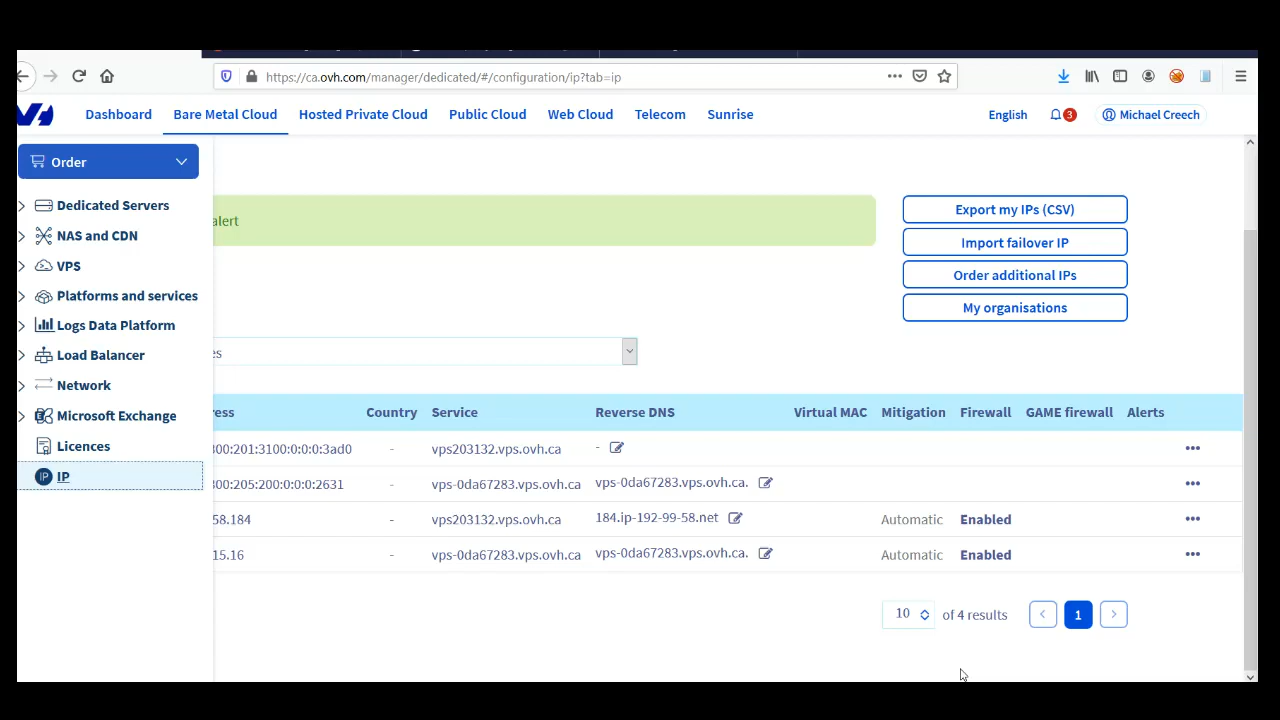 https://ca.ovh.com/manager/dedicated/#/configuration/ip?tab=ip
Dashboard Bare Metal Cloud Hosted Private Cloud Public Cloud Web Cloud Telecom Sunrise English 3 Michael Creech
Order
Dedicated Servers
NAS and CDN
VPS
Platforms and services
Logs Data Platform
Load Balancer
Network
Microsoft Exchange
Licences
IP IP
alert
Export my IPs (CSV)
Import failover IP
Order additional IPs
My organisations
es
ress Country Service Reverse DNS Virtual MAC Mitigation Firewall GAME firewall Alerts
300:201:3100:0:0:0:3ad0 - vps203132.vps.ovh.ca - •••
300:205:200:0:0:0:2631 - vps-0da67283.vps.ovh.ca vps-0da67283.vps.ovh.ca. •••
58.184 - vps203132.vps.ovh.ca 184.ip-192-99-58.net Automatic Enabled •••
15.16 - vps-0da67283.vps.ovh.ca vps-0da67283.vps.ovh.ca. Automatic Enabled •••
10 of 4 results < 1 >